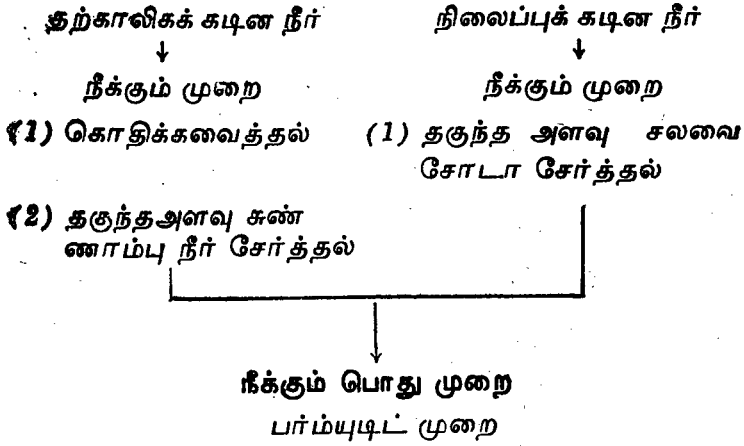 தற்காலிகக் கடின நீர்
நீக்கும் முறை
(1) கொதிக்கவைத்தல்
(2) தகுந்தஅளவு சுண்
ணாம்பு நீர் சேர்த்தல்
நிலைப்புக் கடின நீர்
நீக்கும் முறை
(1) தகுந்த அளவு சலவை
சோடா சேர்த்தல்
நீக்கும் பொது முறை
பர்ம்யுடிட் முறை